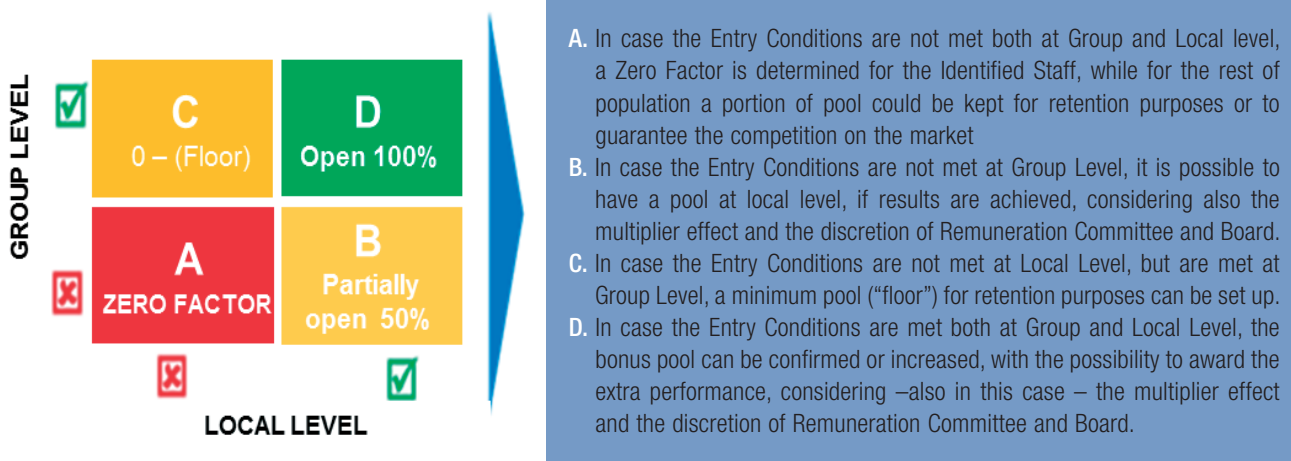 GROUP LEVEL
C
0 – (Floor)
D
Open 100%
A
ZERO FACTOR
B
Partially
open 50%
LOCAL LEVEL
A. In case the Entry Conditions are not met both at Group and Local level,
a Zero Factor is determined for the Identified Staff, while for the rest of
population a portion of pool could be kept for retention purposes or to
guarantee the competition on the market
B. In case the Entry Conditions are not met at Group Level, it is possible to
have a pool at local level, if results are achieved, considering also the
multiplier effect and the discretion of Remuneration Committee and Board.
C. In case the Entry Conditions are not met at Local Level, but are met at
Group Level, a minimum pool (“floor”) for retention purposes can be set up.
D. In case the Entry Conditions are met both at Group and Local Level, the
bonus pool can be confirmed or increased, with the possibility to award the
extra performance, considering –also in this case – the multiplier effect
and the discretion of Remuneration Committee and Board.